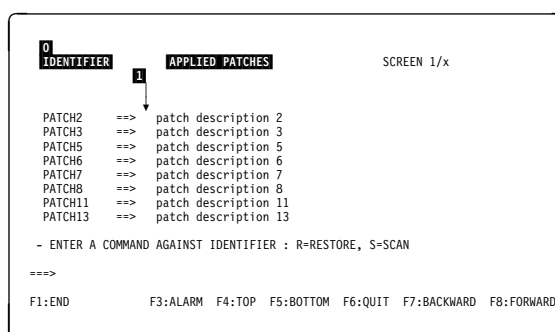 0
IDENTIFIER APPLIED PATCHES SCREEN 1/x
1
PATCH2 ==> patch description 2
PATCH3 ==> patch description 3
PATCH5 ==> patch description 5
PATCH6 ==> patch description 6
PATCH7 ==> patch description 7
PATCH8 ==> patch description 8
PATCH11 ==> patch description 11
PATCH13 ==> patch description 13
- ENTER A COMMAND AGAINST IDENTIFIER : R=RESTORE, S=SCAN
===>
F1:END F3:ALARM F4:TOP F5:BOTTOM F6:QUIT F7:BACKWARD F8:FORWARD